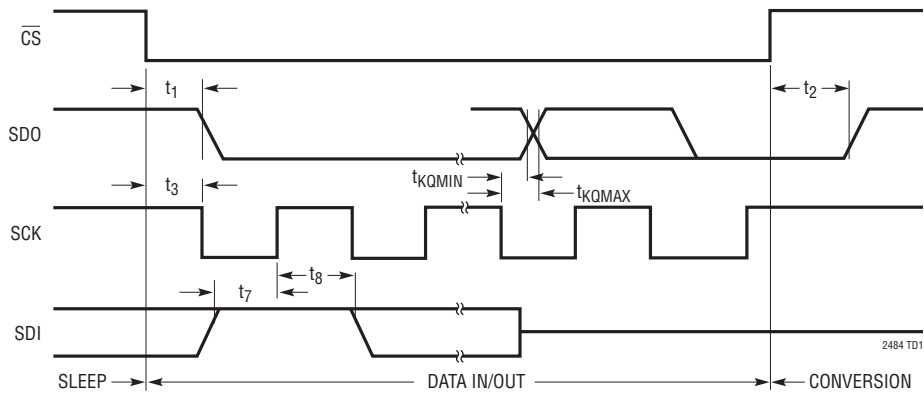 CS
t1
t2
SDO
tKQMIN
t3
tKQMAX
SCK
t8
t7
SDI
2484 TD1
SLEEP DATA IN/OUT CONVERSION